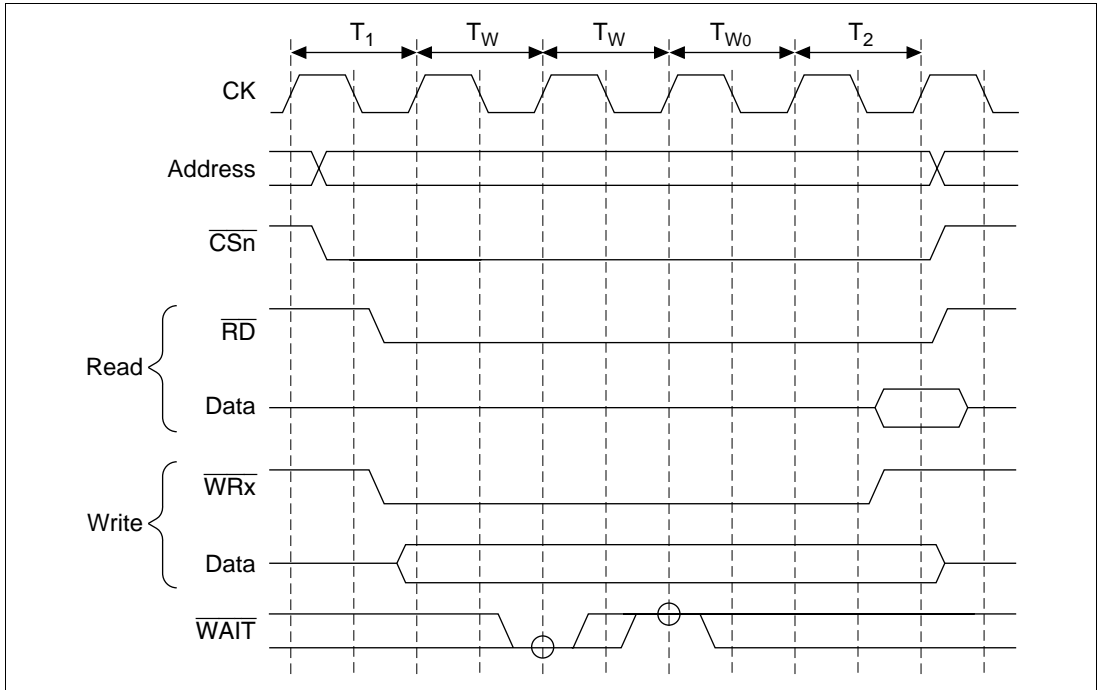 T1 TW TW TW0 T2
CK
Address
CSn
RD
Read
Data
WRx
Write
Data
WAIT